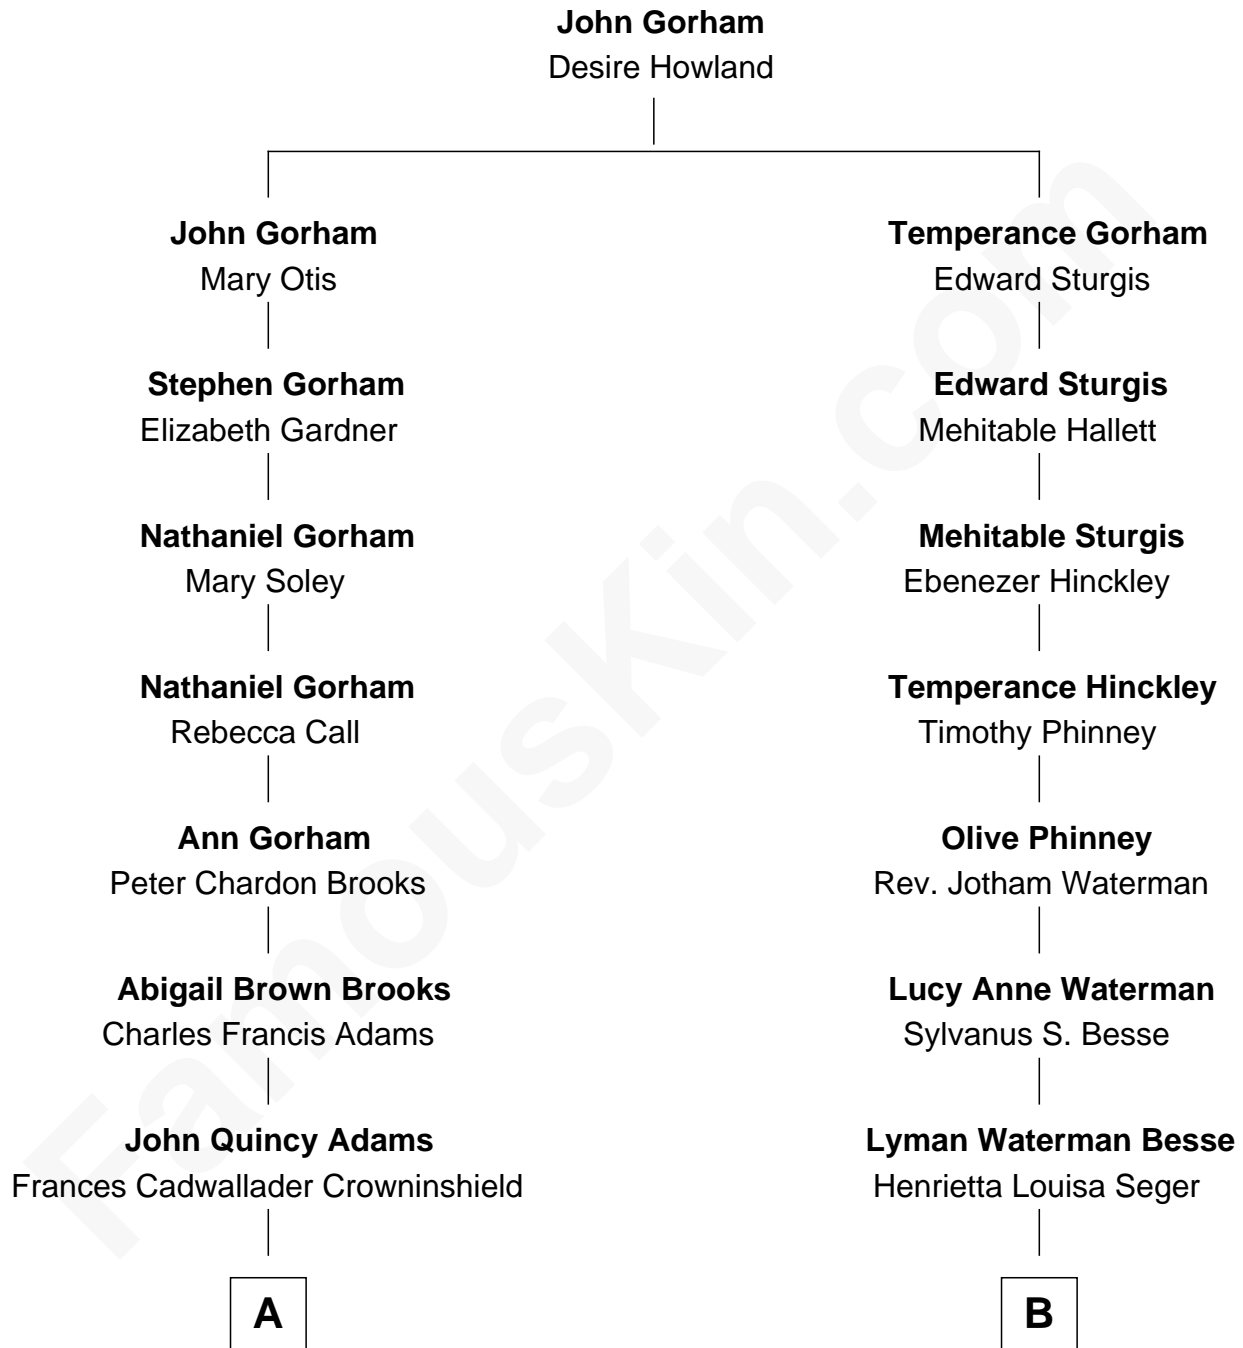 John Gorham
Desire Howland
John Gorham
Mary Otis
Temperance Gorham
Edward Sturgis
Stephen Gorham
Elizabeth Gardner
Edward Sturgis
Mehitable Hallett
Nathaniel Gorham
Mary Soley
Mehitable Sturgis
Ebenezer Hinckley
Nathaniel Gorham
Rebecca Call
Temperance Hinckley
Timothy Phinney
Ann Gorham
Peter Chardon Brooks
Olive Phinney
Rev. Jotham Waterman
Abigail Brown Brooks
Charles Francis Adams
Lucy Anne Waterman
Sylvanus S. Besse
John Quincy Adams
Frances Cadwallader Crowninshield
Lyman Waterman Besse
Henrietta Louisa Seger
A
B
FamousKin.com